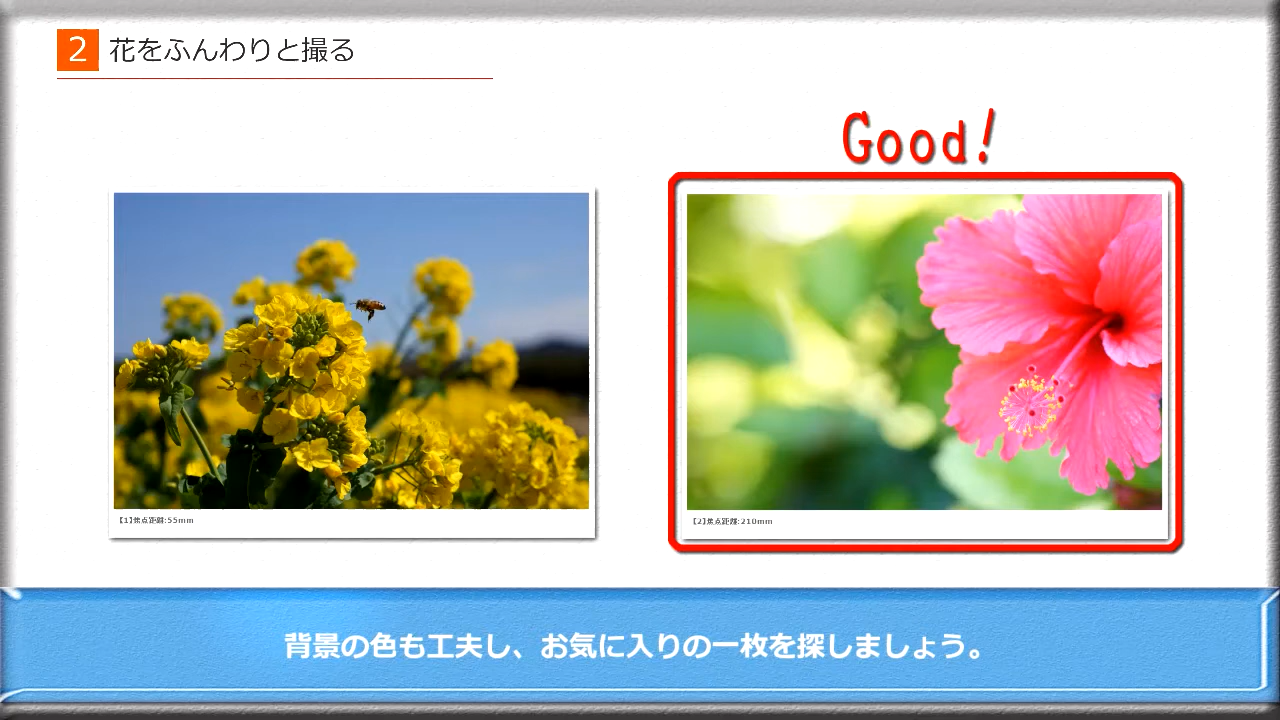 2 花をふんわりと撮る
Good!
【1】焦点距離:55mm
【2】焦点距離:210mm
背景の色も工夫し、お気に入りの一枚を探しましょう。